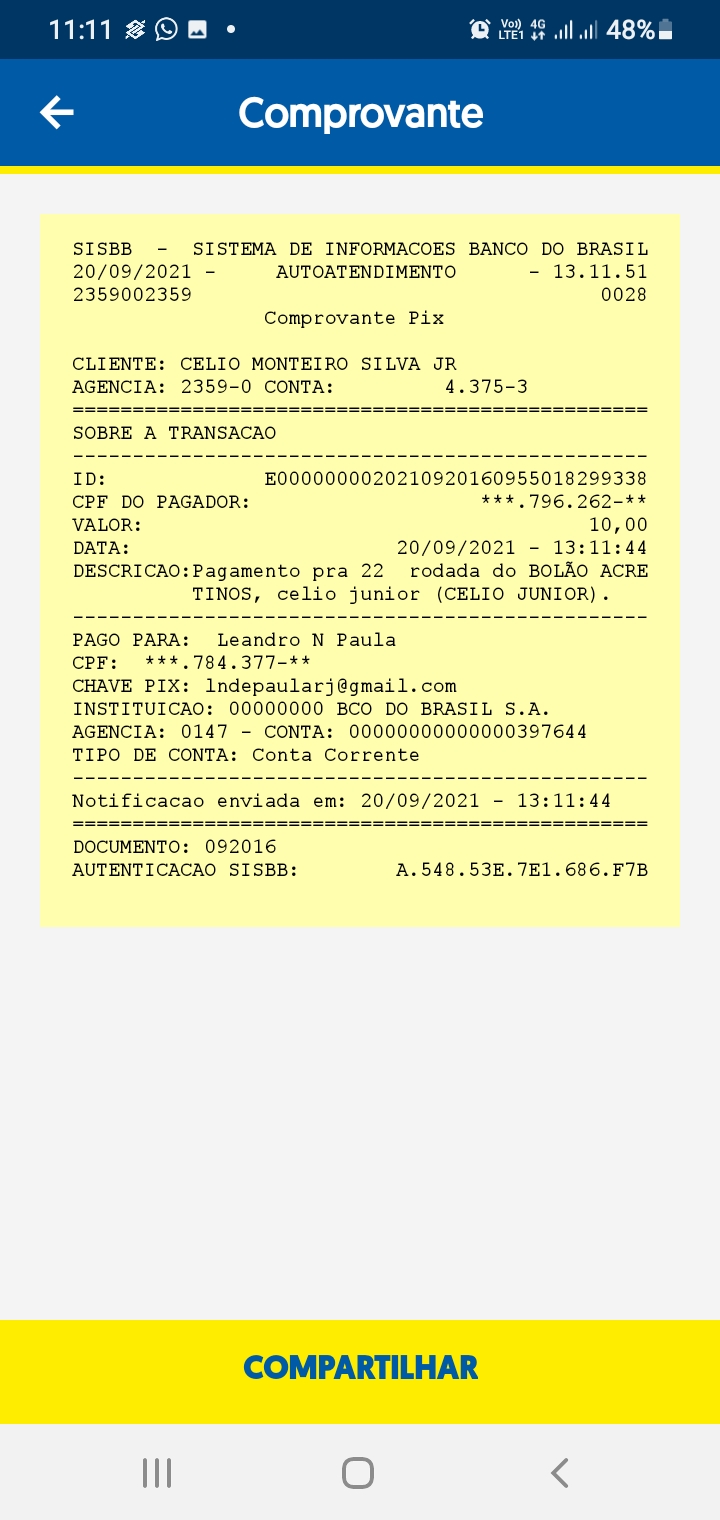 11:11 Vo)) LTE1 4G 48%
Comprovante
SISBB - SISTEMA DE INFORMACOES BANCO DO BRASIL
20/09/2021 - AUTOATENDIMENTO - 13.11.51
2359002359 0028
Comprovante Pix
CLIENTE: CELIO MONTEIRO SILVA JR
AGENCIA: 2359-0 CONTA: 4.375-3
================================================
SOBRE A TRANSACAO
------------------------------------------------
ID: E0000000020210920160955018299338
CPF DO PAGADOR: ***.796.262-**
VALOR: 10,00
DATA: 20/09/2021 - 13:11:44
DESCRICAO:Pagamento pra 22 rodada do BOLÃO ACRE
TINOS, celio junior (CELIO JUNIOR).
------------------------------------------------
PAGO PARA: Leandro N Paula
CPF: ***.784.377-**
CHAVE PIX: lndepaularj@gmail.com
INSTITUICAO: 00000000 BCO DO BRASIL S.A.
AGENCIA: 0147 - CONTA: 00000000000000397644
TIPO DE CONTA: Conta Corrente
------------------------------------------------
Notificacao enviada em: 20/09/2021 - 13:11:44
================================================
DOCUMENTO: 092016
AUTENTICACAO SISBB: A.548.53E.7E1.686.F7B
COMPARTILHAR